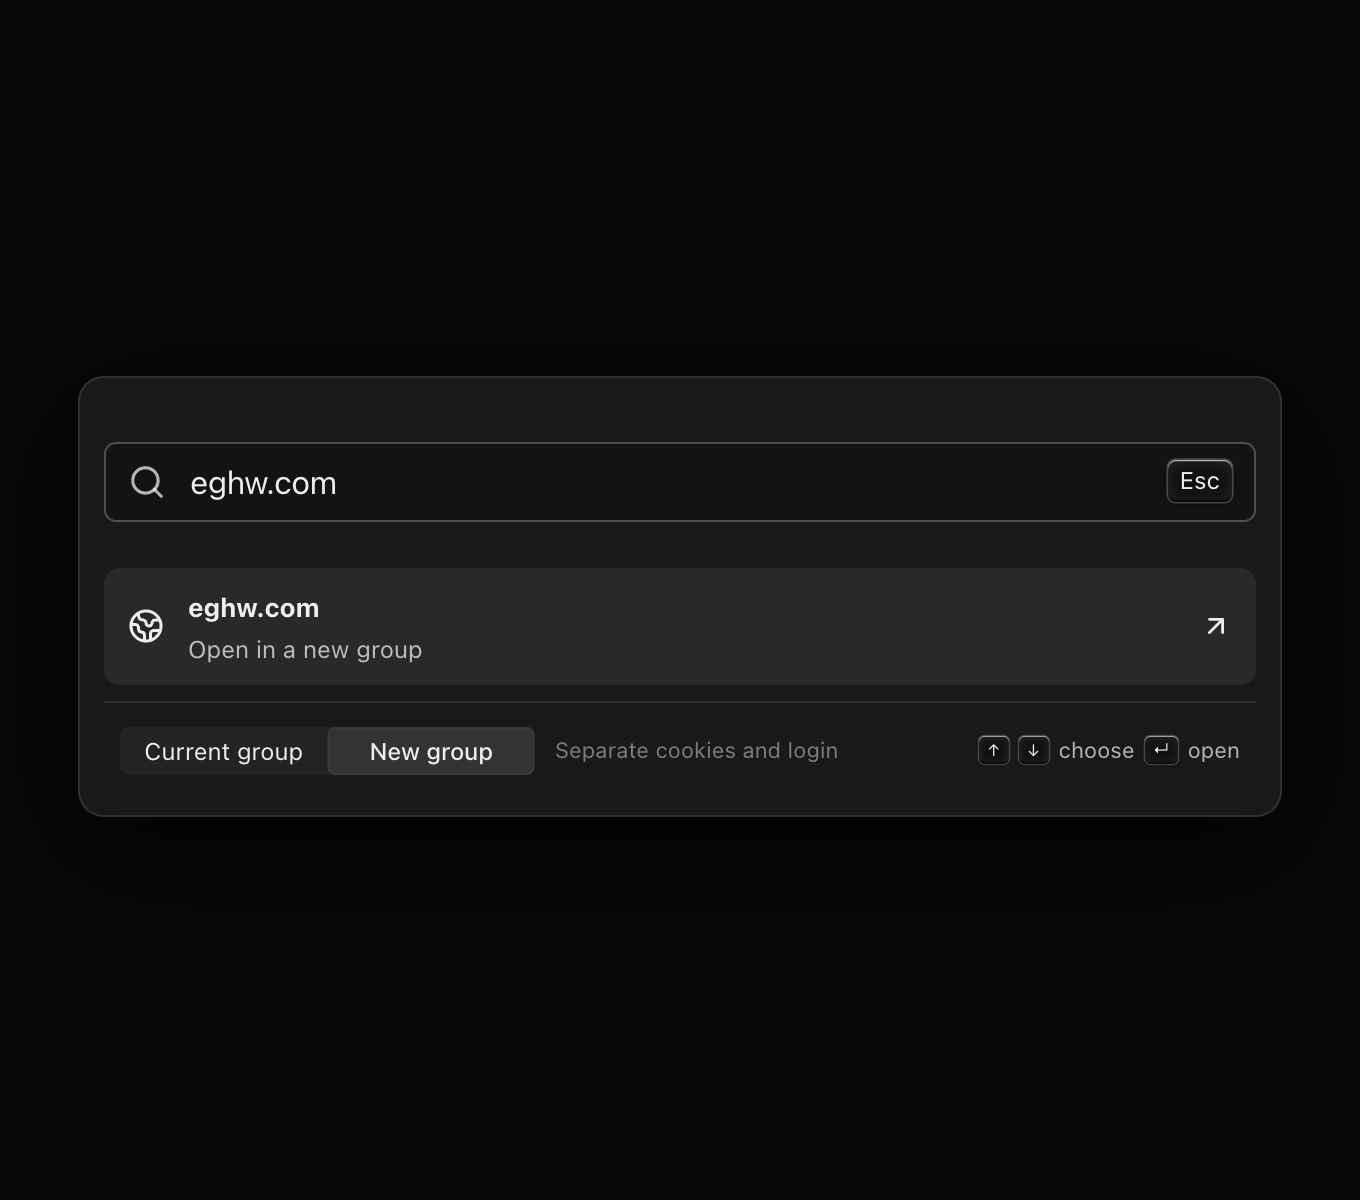 eghw.com
Esc
eghw.com
Open in a new group
Current group
New group
Separate cookies and login
↑ ↓ choose ↵ open